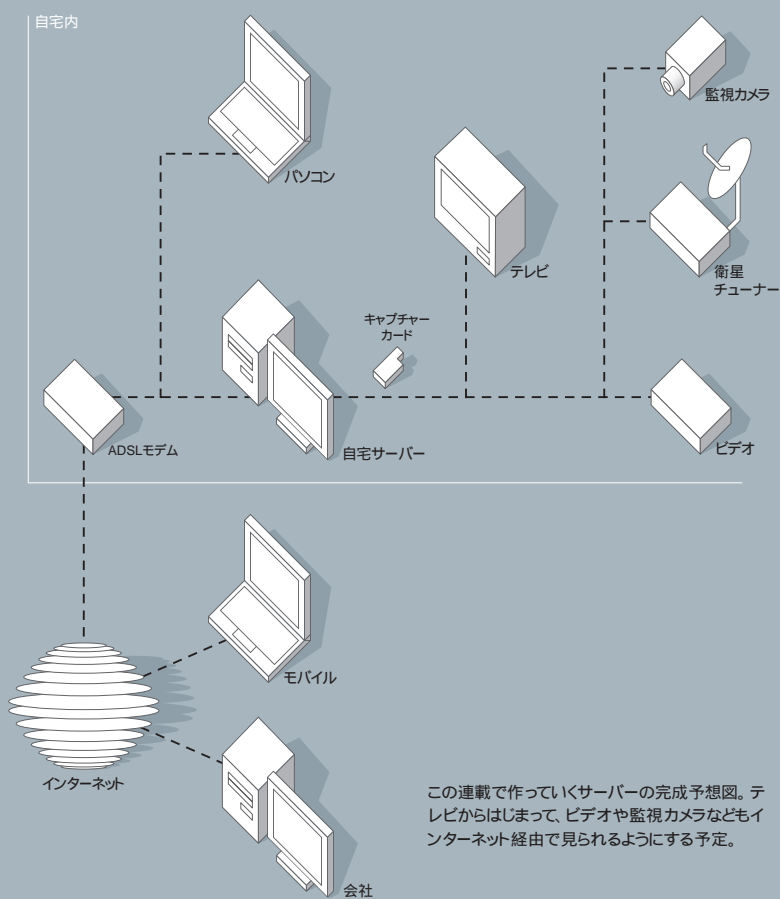 自宅内
パソコン
監視カメラ
テレビ
衛星
チューナー
キャプチャー
カード
ADSLモデム
自宅サーバー
ビデオ
モバイル
インターネット
会社
この連載で作っていくサーバーの完成予想図。テ
レビからはじまって、ビデオや監視カメラなどもイ
ンターネット経由で見られるようにする予定。